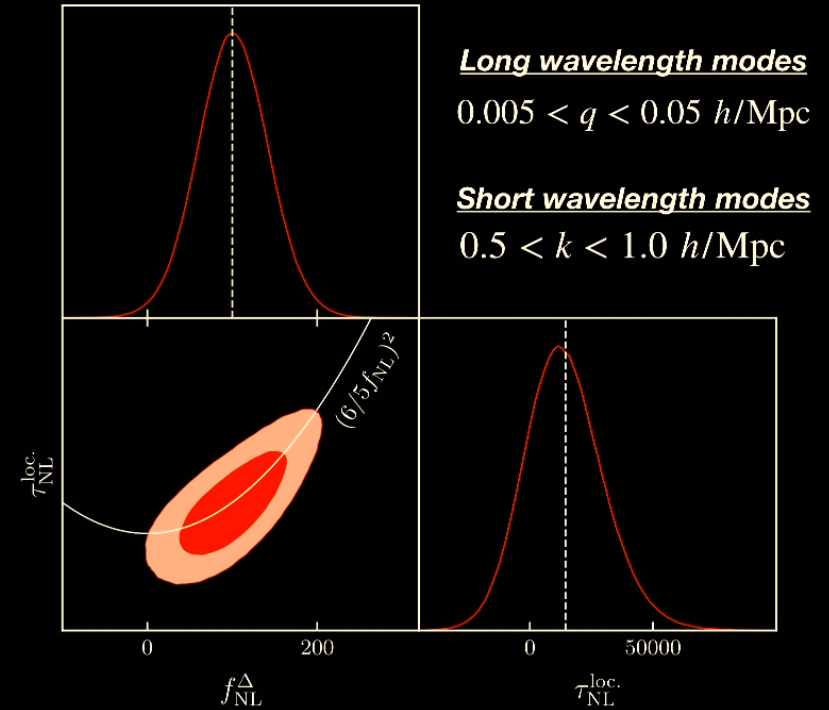 Long wavelength modes
0.005 < q < 0.05 h/Mpc
Short wavelength modes
0.5 < k < 1.0 h/Mpc
(6/5f_NL)^2
τ_NL^loc.
0 200
0 50000
f_NL^Δ
τ_NL^loc.